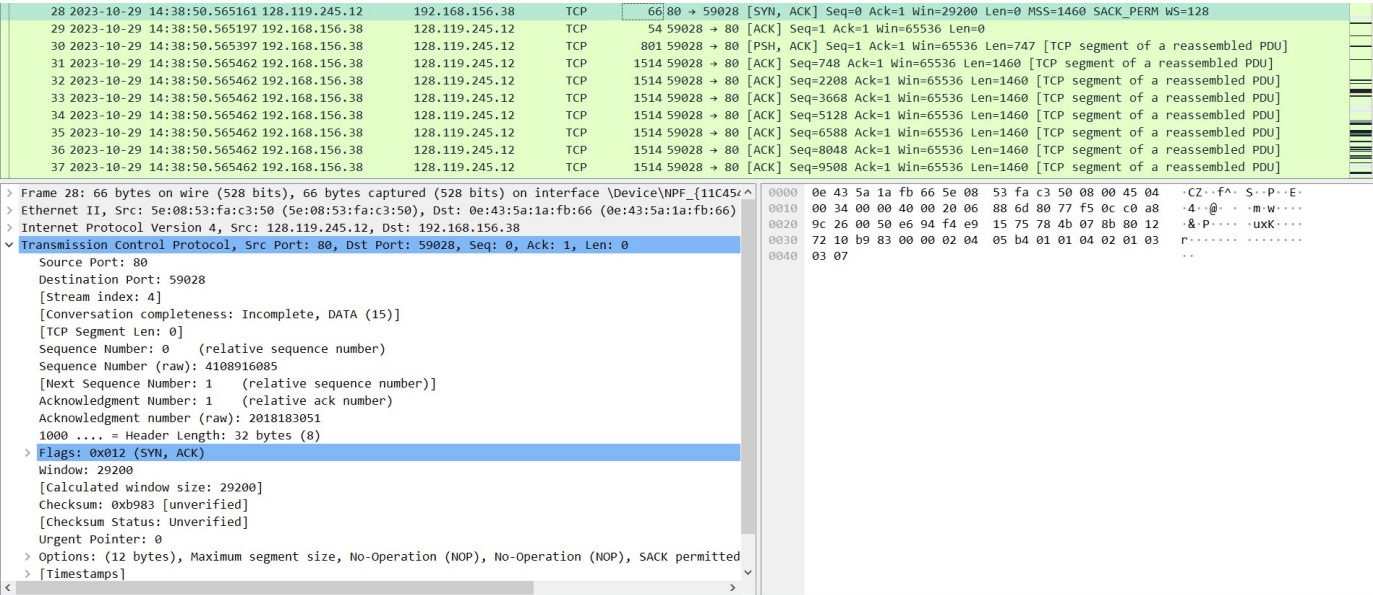 28 2023-10-29 14:38:50.565161 128.119.245.12 192.168.156.38 TCP 66 80 → 59028 [SYN, ACK] Seq=0 Ack=1 Win=29200 Len=0 MSS=1460 SACK_PERM WS=128
29 2023-10-29 14:38:50.565197 192.168.156.38 128.119.245.12 TCP 54 59028 → 80 [ACK] Seq=1 Ack=1 Win=65536 Len=0
30 2023-10-29 14:38:50.565397 192.168.156.38 128.119.245.12 TCP 801 59028 → 80 [PSH, ACK] Seq=1 Ack=1 Win=65536 Len=747 [TCP segment of a reassembled PDU]
31 2023-10-29 14:38:50.565462 192.168.156.38 128.119.245.12 TCP 1514 59028 → 80 [ACK] Seq=748 Ack=1 Win=65536 Len=1460 [TCP segment of a reassembled PDU]
32 2023-10-29 14:38:50.565462 192.168.156.38 128.119.245.12 TCP 1514 59028 → 80 [ACK] Seq=2208 Ack=1 Win=65536 Len=1460 [TCP segment of a reassembled PDU]
33 2023-10-29 14:38:50.565462 192.168.156.38 128.119.245.12 TCP 1514 59028 → 80 [ACK] Seq=3668 Ack=1 Win=65536 Len=1460 [TCP segment of a reassembled PDU]
34 2023-10-29 14:38:50.565462 192.168.156.38 128.119.245.12 TCP 1514 59028 → 80 [ACK] Seq=5128 Ack=1 Win=65536 Len=1460 [TCP segment of a reassembled PDU]
35 2023-10-29 14:38:50.565462 192.168.156.38 128.119.245.12 TCP 1514 59028 → 80 [ACK] Seq=6588 Ack=1 Win=65536 Len=1460 [TCP segment of a reassembled PDU]
36 2023-10-29 14:38:50.565462 192.168.156.38 128.119.245.12 TCP 1514 59028 → 80 [ACK] Seq=8048 Ack=1 Win=65536 Len=1460 [TCP segment of a reassembled PDU]
37 2023-10-29 14:38:50.565462 192.168.156.38 128.119.245.12 TCP 1514 59028 → 80 [ACK] Seq=9508 Ack=1 Win=65536 Len=1460 [TCP segment of a reassembled PDU]
Frame 28: 66 bytes on wire (528 bits), 66 bytes captured (528 bits) on interface \Device\NPF_{11C454
Ethernet II, Src: 5e:08:53:fa:c3:50 (5e:08:53:fa:c3:50), Dst: 0e:43:5a:1a:fb:66 (0e:43:5a:1a:fb:66)
Internet Protocol Version 4, Src: 128.119.245.12, Dst: 192.168.156.38
Transmission Control Protocol, Src Port: 80, Dst Port: 59028, Seq: 0, Ack: 1, Len: 0
Source Port: 80
Destination Port: 59028
[Stream index: 4]
[Conversation completeness: Incomplete, DATA (15)]
[TCP Segment Len: 0]
Sequence Number: 0 (relative sequence number)
Sequence Number (raw): 4108916085
[Next Sequence Number: 1 (relative sequence number)]
Acknowledgment Number: 1 (relative ack number)
Acknowledgment number (raw): 2018183051
1000 .... = Header Length: 32 bytes (8)
Flags: 0x012 (SYN, ACK)
Window: 29200
[Calculated window size: 29200]
Checksum: 0xb983 [unverified]
[Checksum Status: Unverified]
Urgent Pointer: 0
Options: (12 bytes), Maximum segment size, No-Operation (NOP), No-Operation (NOP), SACK permitted
[Timestamps]
0000 0e 43 5a 1a fb 66 5e 08 53 fa c3 50 08 00 45 04 ·CZ··f^· S··P··E·
0010 00 34 00 00 40 00 20 06 88 6d 80 77 f5 0c c0 a8 ·4··@· · ·m·w····
0020 9c 26 00 50 e6 94 f4 e9 15 75 78 4b 07 8b 80 12 ·&·P···· ·uxK····
0030 72 10 b9 83 00 00 02 04 05 b4 01 01 04 02 01 03 r······· ········
0040 03 07 ··